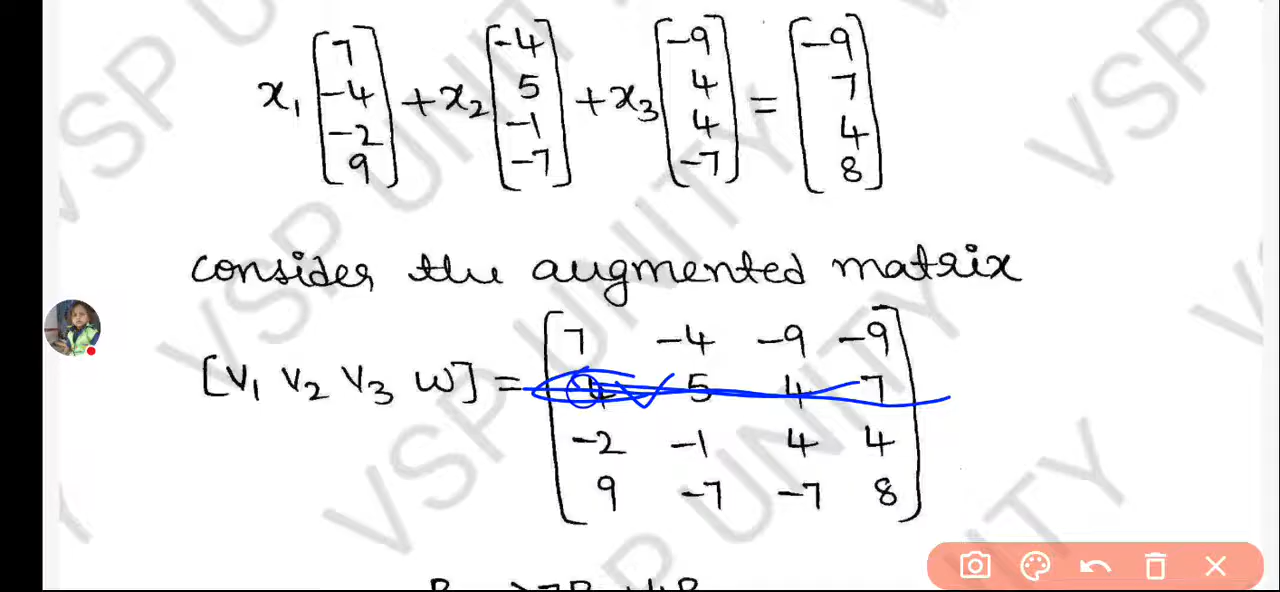 x₁ [7 -4 -2 9] + x₂ [-4 5 -1 -7] + x₃ [-9 4 4 -7] = [-9 7 4 8]
consider the augmented matrix
[v₁ v₂ v₃ w] =
7 -4 -9 -9
4 5 4 7
-2 -1 4 4
9 -7 -7 8
VSP UNITY